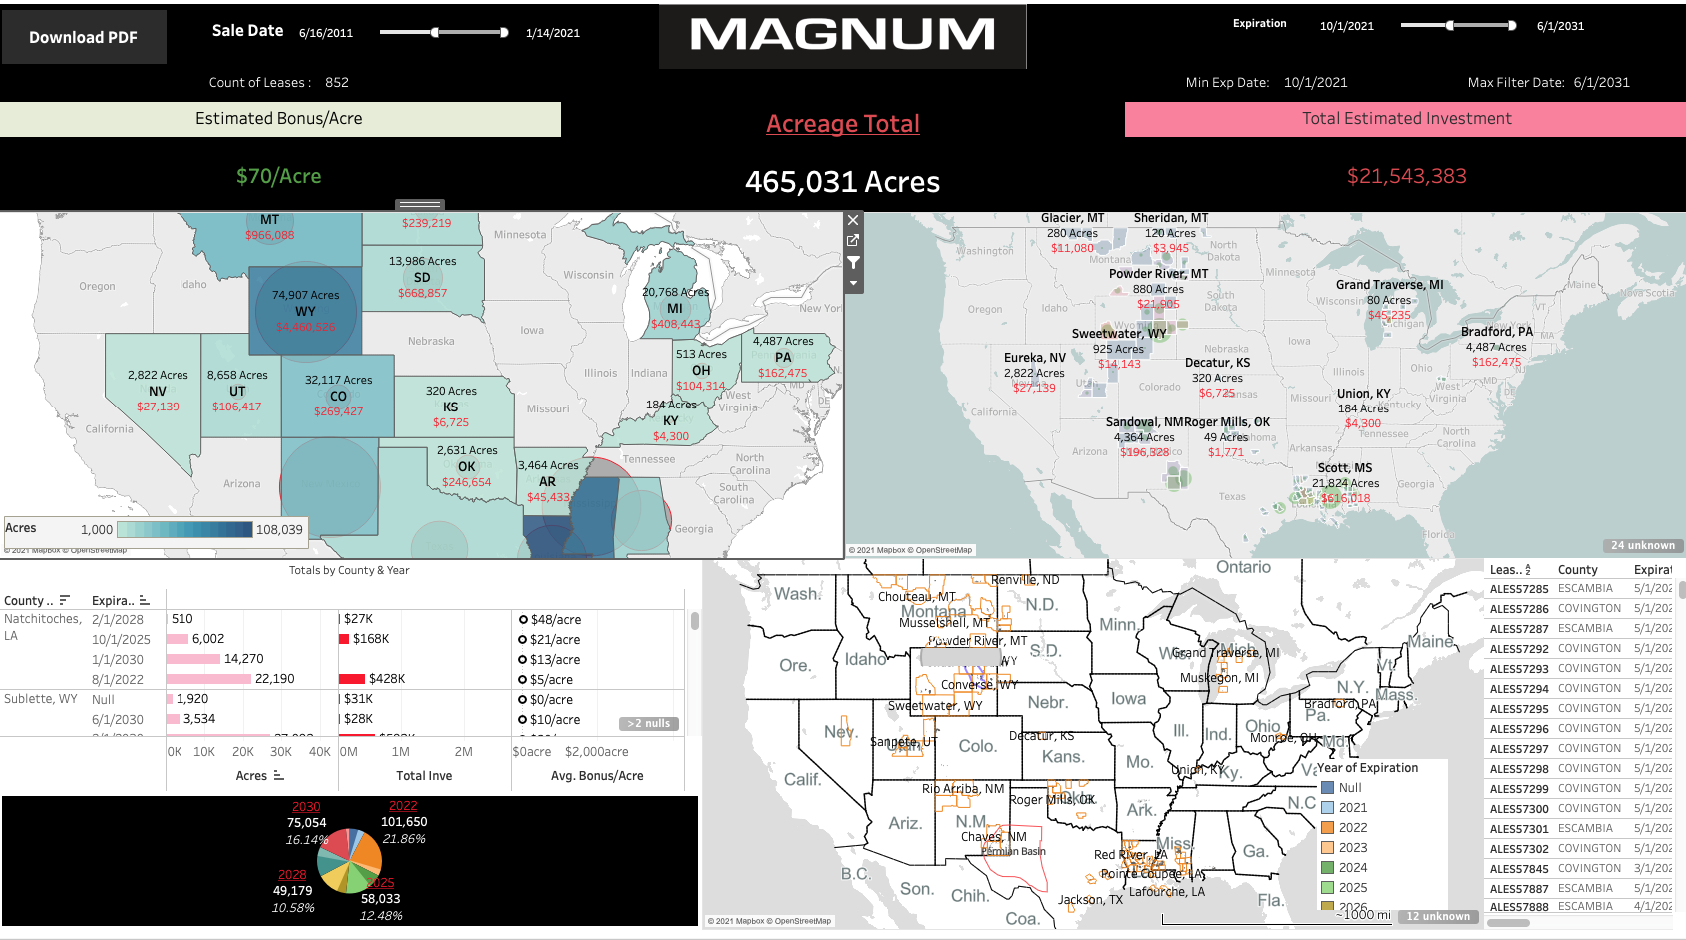 Download PDF
Sale Date 6/16/2011 1/14/2021
MAGNUM
Expiration 10/1/2021 6/1/2031
Count of Leases : 852
Min Exp Date: 10/1/2021 Max Filter Date: 6/1/2031
Estimated Bonus/Acre
Acreage Total
Total Estimated Investment
$70/Acre
465,031 Acres
$21,543,383
MT
$966,088
$239,219
Minnesota
13,986 Acres
SD
$668,857
Oregon
Wisconsin
74,907 Acres
WY
$4,460,526
20,768 Acres
MI
$408,443
New York
Iowa
Nebraska
4,487 Acres
PA
$162,475
513 Acres
OH
$104,314
Illinois
Indiana
2,822 Acres
NV
$27,139
8,658 Acres
UT
$106,417
32,117 Acres
CO
$269,427
320 Acres
KS
$6,725
Missouri
West
Virginia
MD
DE
184 Acres
KY
$4,300
California
2,631 Acres
OK
$246,654
3,464 Acres
AR
$45,433
Tennessee
North
Carolina
South
Carolina
Arizona
Georgia
Acres
1,000 108,039
© 2021 Mapbox © OpenStreetMap
Glacier, MT
280 Acres
$11,080
Sheridan, MT
120 Acres
$3,945
Washington
Montana
North
Dakota
Minnesota
Powder River, MT
880 Acres
$21,905
Oregon
Idaho
South
Dakota
Wisconsin
Grand Traverse, MI
80 Acres
$45,235
Maine
Nova Scotia
Sweetwater, WY
925 Acres
$14,143
Bradford, PA
4,487 Acres
$162,475
VT
MA
Eureka, NV
2,822 Acres
$27,139
Decatur, KS
320 Acres
$6,725
Nebraska
Iowa
Illinois
Ohio
Colorado
Missouri
Union, KY
184 Acres
$4,300
West
Virginia
Virginia
MD
DE
California
Sandoval, NM
4,364 Acres
$196,328
Roger Mills, OK
49 Acres
$1,771
Tennessee
North
Carolina
Arizona
Arkansas
Scott, MS
21,824 Acres
$616,018
Georgia
Texas
Florida
© 2021 Mapbox © OpenStreetMap
24 unknown
Totals by County & Year
County .. Expira..
Natchitoches,
LA
2/1/2028 510 $27K $48/acre
10/1/2025 6,002 $168K $21/acre
1/1/2030 14,270 $13/acre
8/1/2022 22,190 $428K $5/acre
Sublette, WY Null 1,920 $31K $0/acre
6/1/2030 3,534 $28K $10/acre
>2 nulls
0K 10K 20K 30K 40K 0M 1M 2M $0acre $2,000acre
Acres Total Inve Avg. Bonus/Acre
2030
75,054
16.14%
2022
101,650
21.86%
2028
49,179
10.58%
2025
58,033
12.48%
Ontario
Wash.
Renville, ND
Chouteau, MT
Montana
N.D.
Musselshell, MT
Minn.
Powder River, MT
Maine
Ore.
Idaho
S.D.
WY
Grand Traverse, MI
Vt.
Muskegon, MI
Converse, WY
N.Y.
Mass.
Sweetwater, WY
Nebr.
Iowa
Bradford, PA
Pa.
Nev.
Sanpete, UT
Colo.
Decatur, KS
Kans.
Ill.
Ind.
Ohio
Monroe, OH
Md.
Calif.
Mo.
Union, KY
Ky.
Rio Arriba, NM
Roger Mills, OK
Okla.
N.C
Ariz.
N.M.
Ark.
Chaves, NM
Permian Basin
Red River, LA
Miss.
Ga.
B.C.
Son.
Chih.
Pointe Coupee, LA
Lafourche, LA
Jackson, TX
Fla.
Coa.
© 2021 Mapbox © OpenStreetMap
~1000 mi
12 unknown
Year of Expiration
Null
2021
2022
2023
2024
2025
2026
Leas.. County Expirat
ALES57285 ESCAMBIA 5/1/202
ALES57286 COVINGTON 5/1/202
ALES57287 ESCAMBIA 5/1/202
ALES57292 COVINGTON 5/1/202
ALES57293 COVINGTON 5/1/202
ALES57294 COVINGTON 5/1/202
ALES57295 COVINGTON 5/1/202
ALES57296 COVINGTON 5/1/202
ALES57297 COVINGTON 5/1/202
ALES57298 COVINGTON 5/1/202
ALES57299 COVINGTON 5/1/202
ALES57300 COVINGTON 5/1/202
ALES57301 ESCAMBIA 5/1/202
ALES57302 COVINGTON 5/1/202
ALES57845 COVINGTON 3/1/202
ALES57887 ESCAMBIA 5/1/202
ALES57888 ESCAMBIA 4/1/202